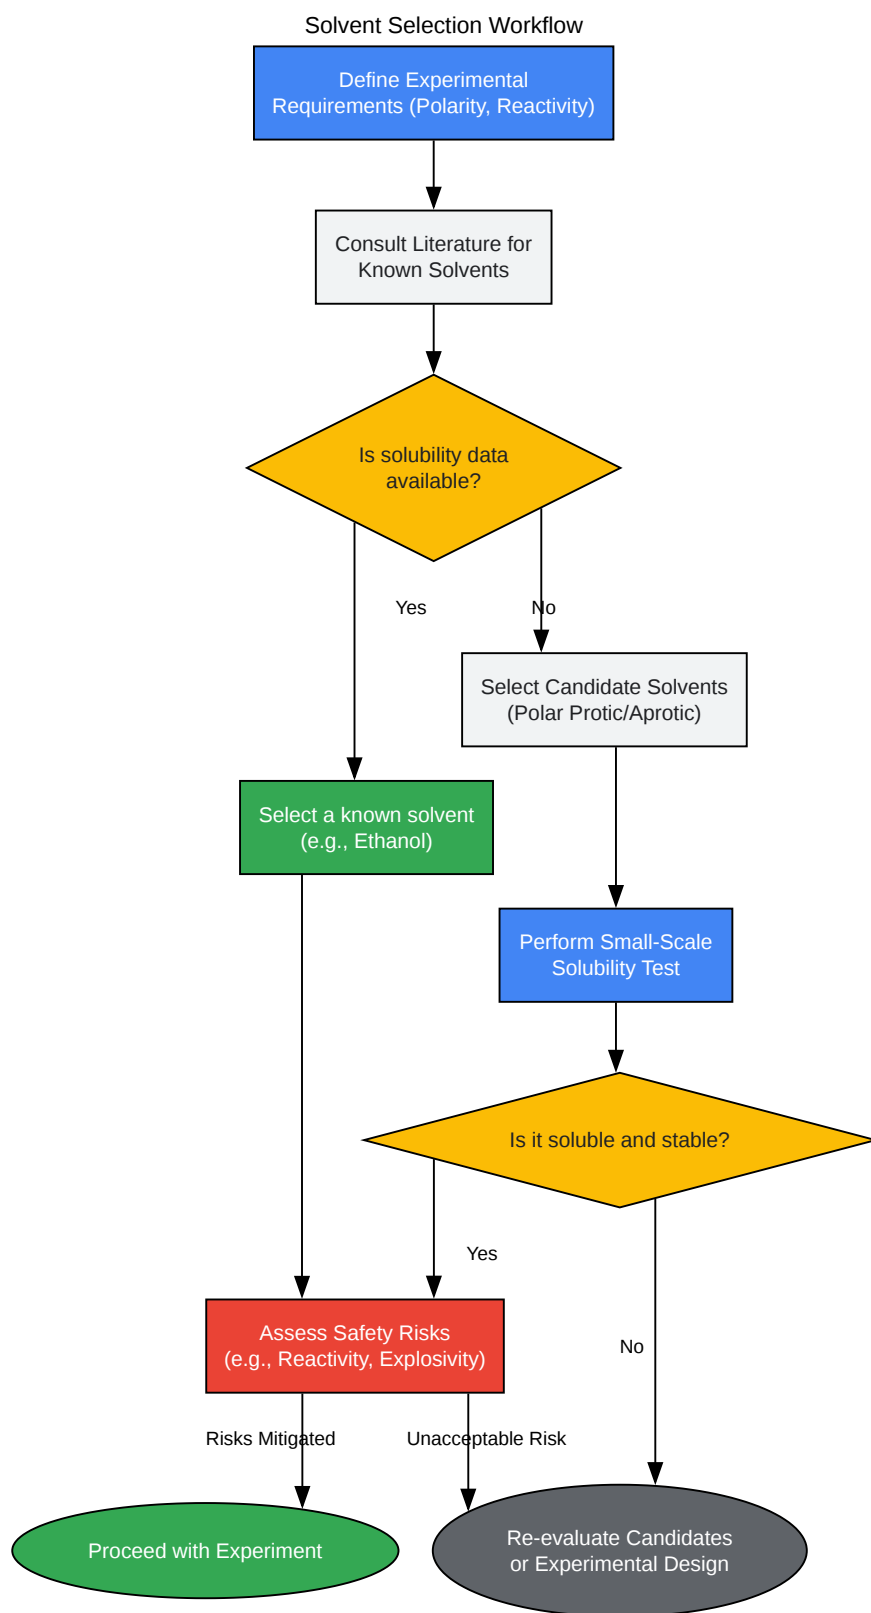 Solvent Selection Workflow
Define Experimental
Requirements (Polarity, Reactivity)
Consult Literature for
Known Solvents
Is solubility data
available?
Yes
No
Select Candidate Solvents
(Polar Protic/Aprotic)
Select a known solvent
(e.g., Ethanol)
Perform Small-Scale
Solubility Test
Is it soluble and stable?
Yes
No
Assess Safety Risks
(e.g., Reactivity, Explosivity)
Risks Mitigated
Unacceptable Risk
Proceed with Experiment
Re-evaluate Candidates
or Experimental Design